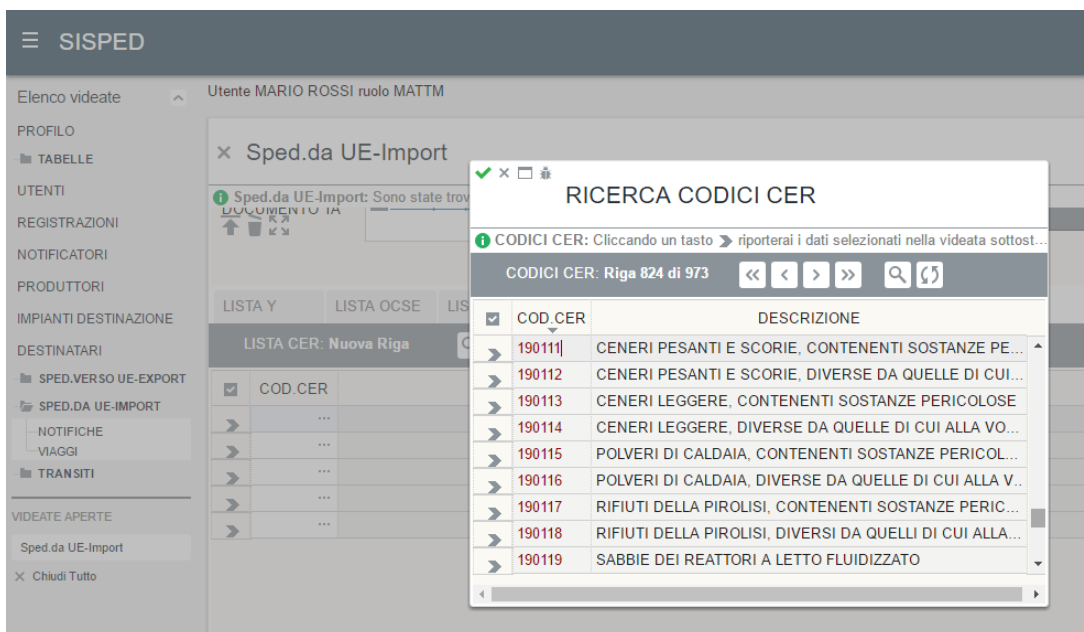 SISPED
Elenco videate
Utente MARIO ROSSI ruolo MATTM
PROFILO
TABELLE
UTENTI
REGISTRAZIONI
NOTIFICATORI
PRODUTTORI
IMPIANTI DESTINAZIONE
DESTINATARI
SPED.VERSO UE-EXPORT
SPED.DA UE-IMPORT
NOTIFICHE
VIAGGI
TRANSITI
VIDEATE APERTE
Sped.da UE-Import
Chiudi Tutto
Sped.da UE-Import
Sped.da UE-Import: Sono state trov
DOCUMENTO IA
LISTA Y LISTA OCSE LIS
LISTA CER: Nuova Riga
COD.CER
...
...
...
...
...
RICERCA CODICI CER
CODICI CER: Cliccando un tasto riporterai i dati selezionati nella videata sottost...
CODICI CER: Riga 824 di 973
COD.CER DESCRIZIONE
190111 CENERI PESANTI E SCORIE, CONTENENTI SOSTANZE PE...
190112 CENERI PESANTI E SCORIE, DIVERSE DA QUELLE DI CUI...
190113 CENERI LEGGERE, CONTENENTI SOSTANZE PERICOLOSE
190114 CENERI LEGGERE, DIVERSE DA QUELLE DI CUI ALLA VO...
190115 POLVERI DI CALDAIA, CONTENENTI SOSTANZE PERICOL...
190116 POLVERI DI CALDAIA, DIVERSE DA QUELLE DI CUI ALLA V...
190117 RIFIUTI DELLA PIROLISI, CONTENENTI SOSTANZE PERIC...
190118 RIFIUTI DELLA PIROLISI, DIVERSI DA QUELLI DI CUI ALLA...
190119 SABBIE DEI REATTORI A LETTO FLUIDIZZATO